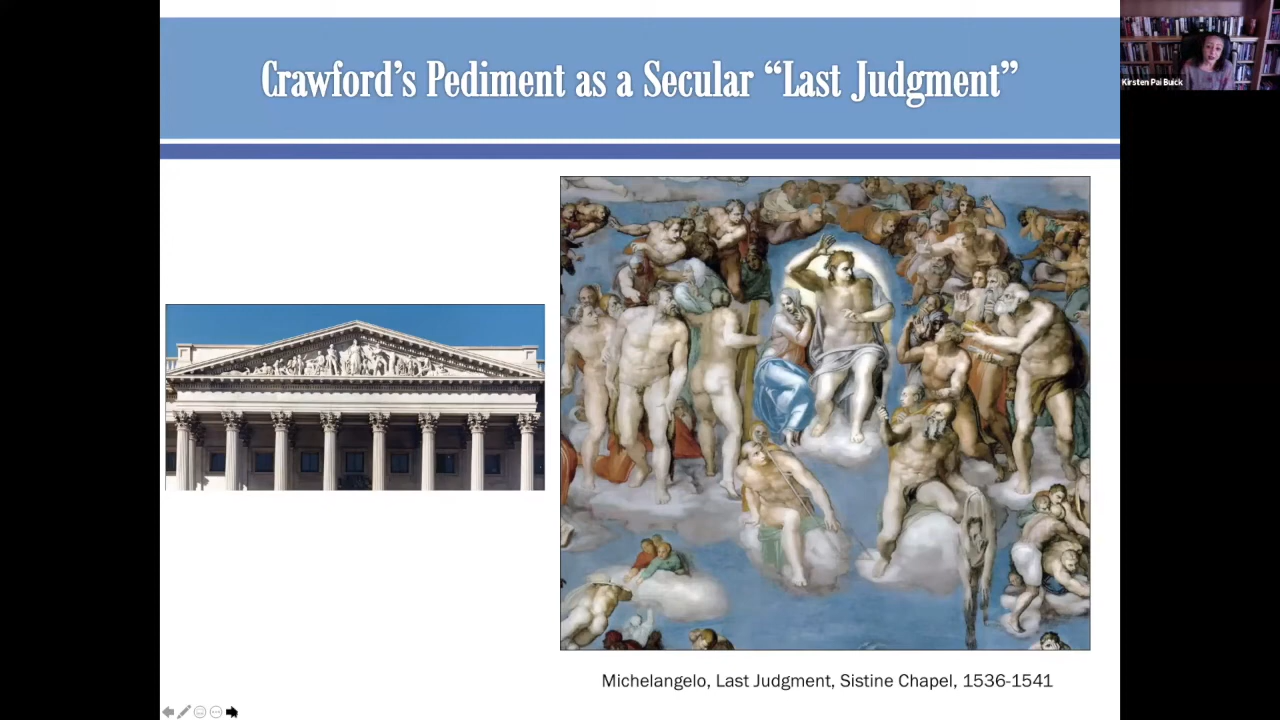 Crawford's Pediment as a Secular “Last Judgment”
Kirsten Pai Buick
Michelangelo, Last Judgment, Sistine Chapel, 1536-1541